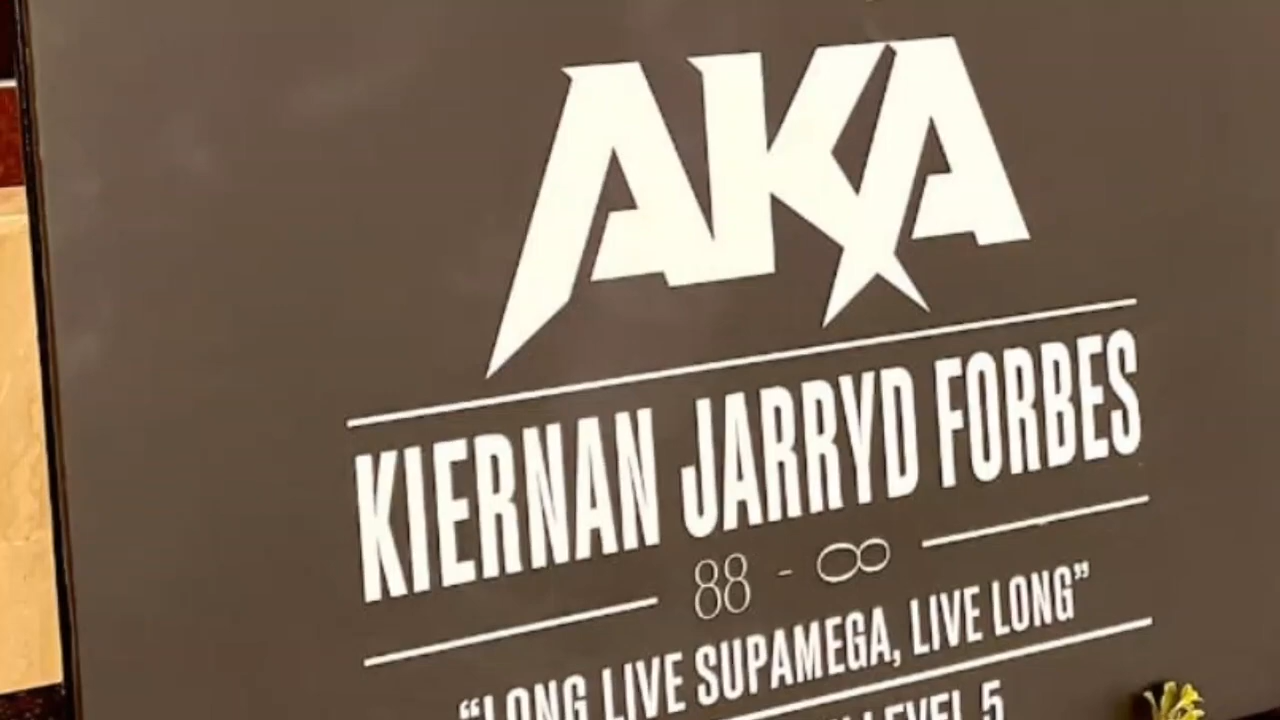 AKA
KIERNAN JARRYD FORBES
88 - ∞
“LONG LIVE SUPAMEGA, LIVE LONG”
LEVEL 5